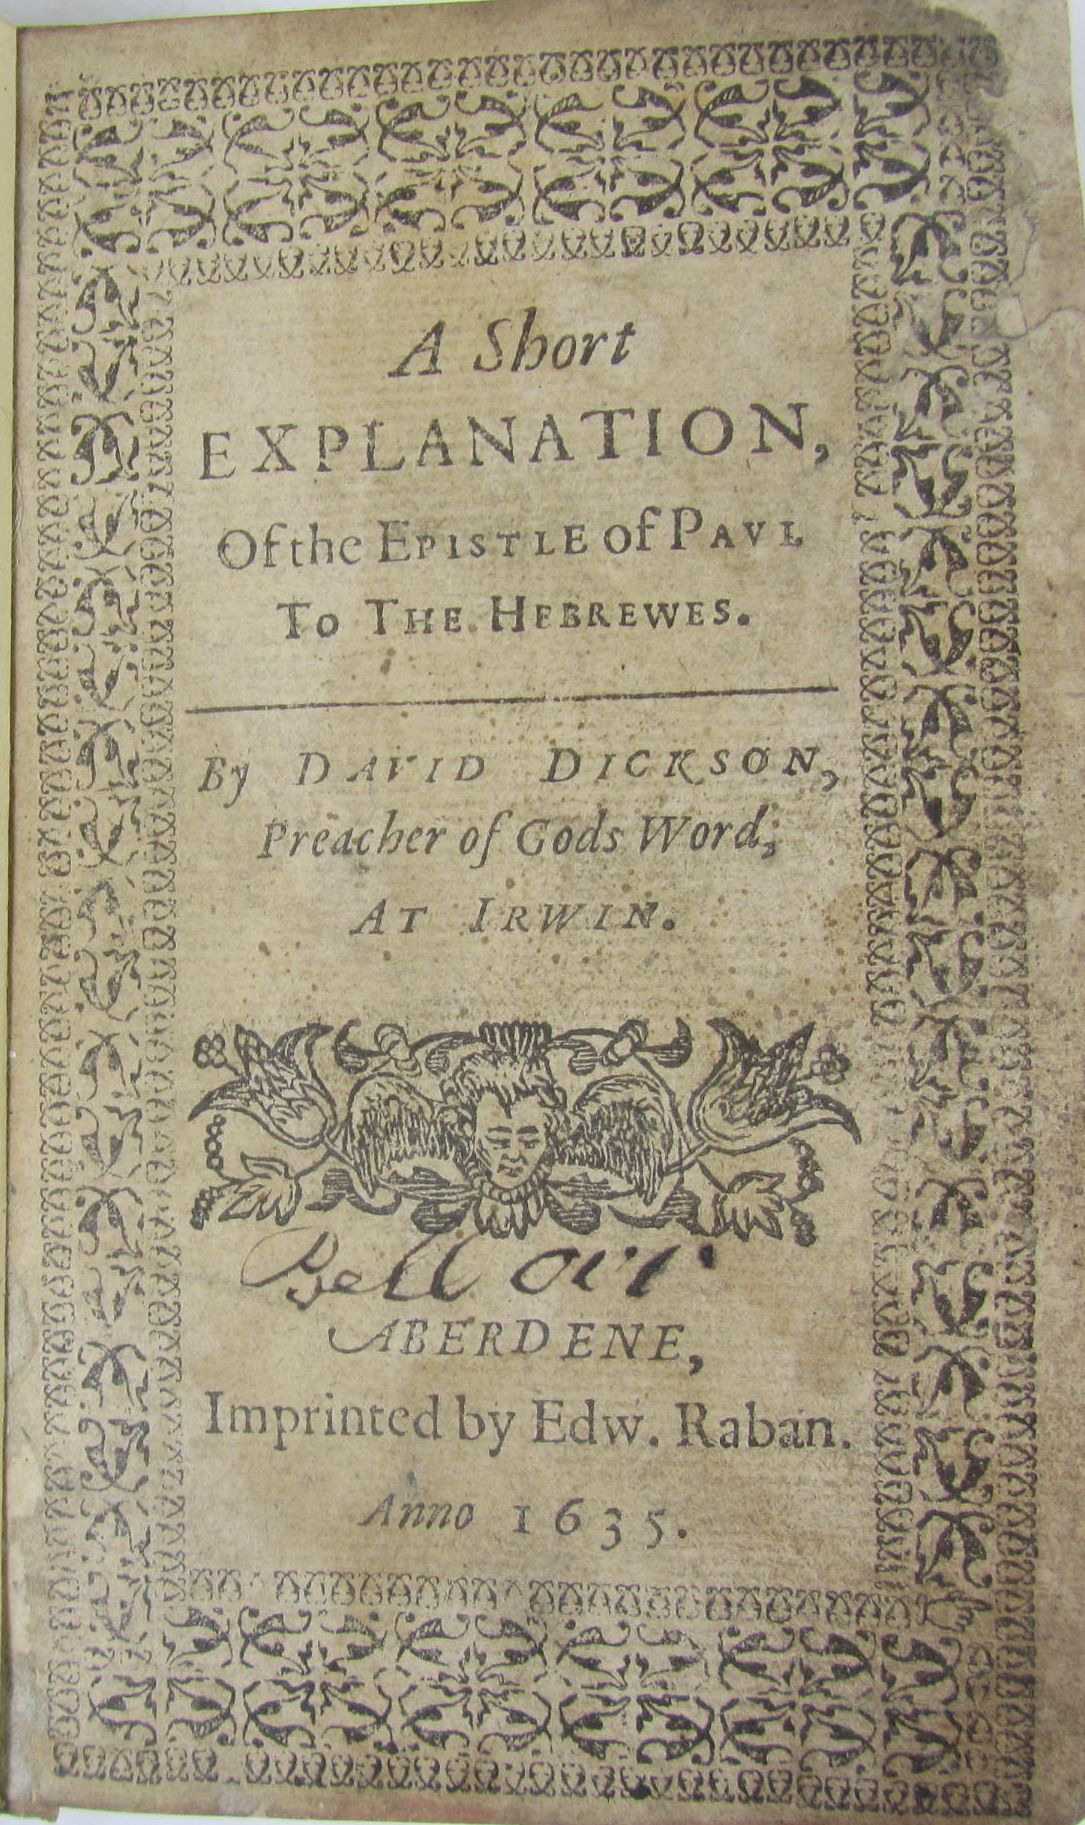 A Short
EXPLANATION,
Of the EPISTLE of PAVL
TO THE HEBREWES.
By DAVID DICKSON,
Preacher of Gods Word,
AT IRWIN.
ABERDENE,
Imprinted by Edw. Raban.
Anno 1635.